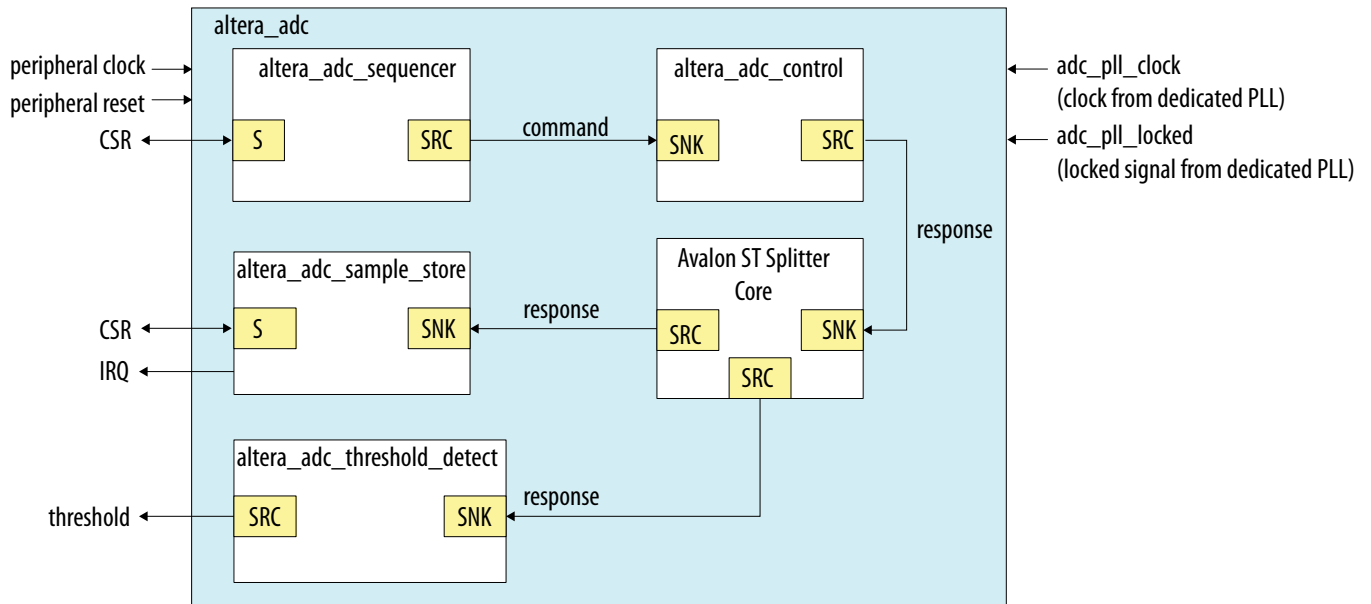 altera_adc
peripheral clock
altera_adc_sequencer
altera_adc_control
adc_pll_clock
(clock from dedicated PLL)
peripheral reset
CSR
S
SRC
command
SNK
SRC
adc_pll_locked
(locked signal from dedicated PLL)
response
altera_adc_sample_store
Avalon ST Splitter
Core
CSR
S
SNK
response
SRC
SNK
IRQ
SRC
altera_adc_threshold_detect
threshold
SRC
SNK
response